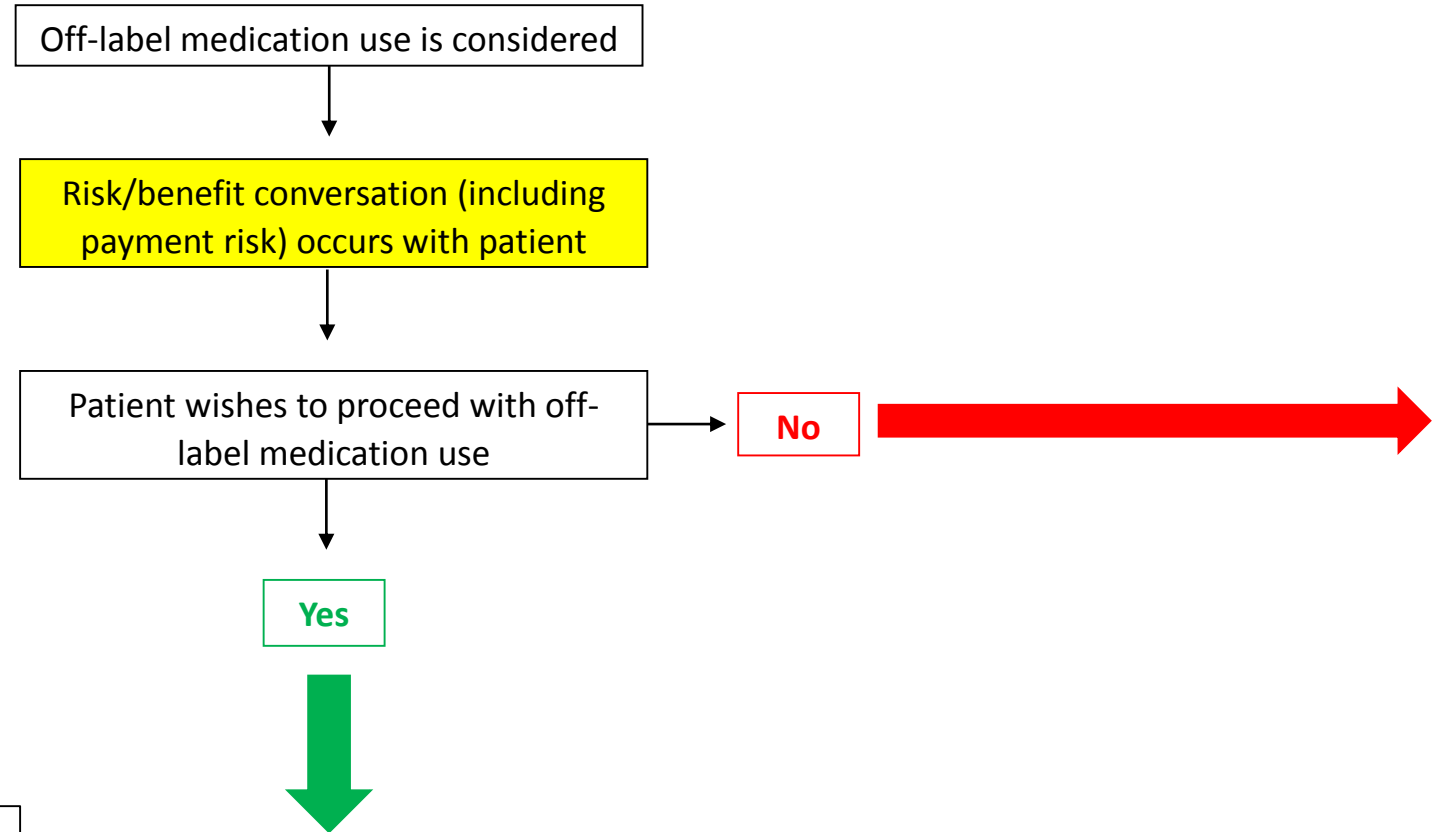 Off-label medication use is considered
Risk/benefit conversation (including
payment risk) occurs with patient
Patient wishes to proceed with off-
label medication use
No
Yes